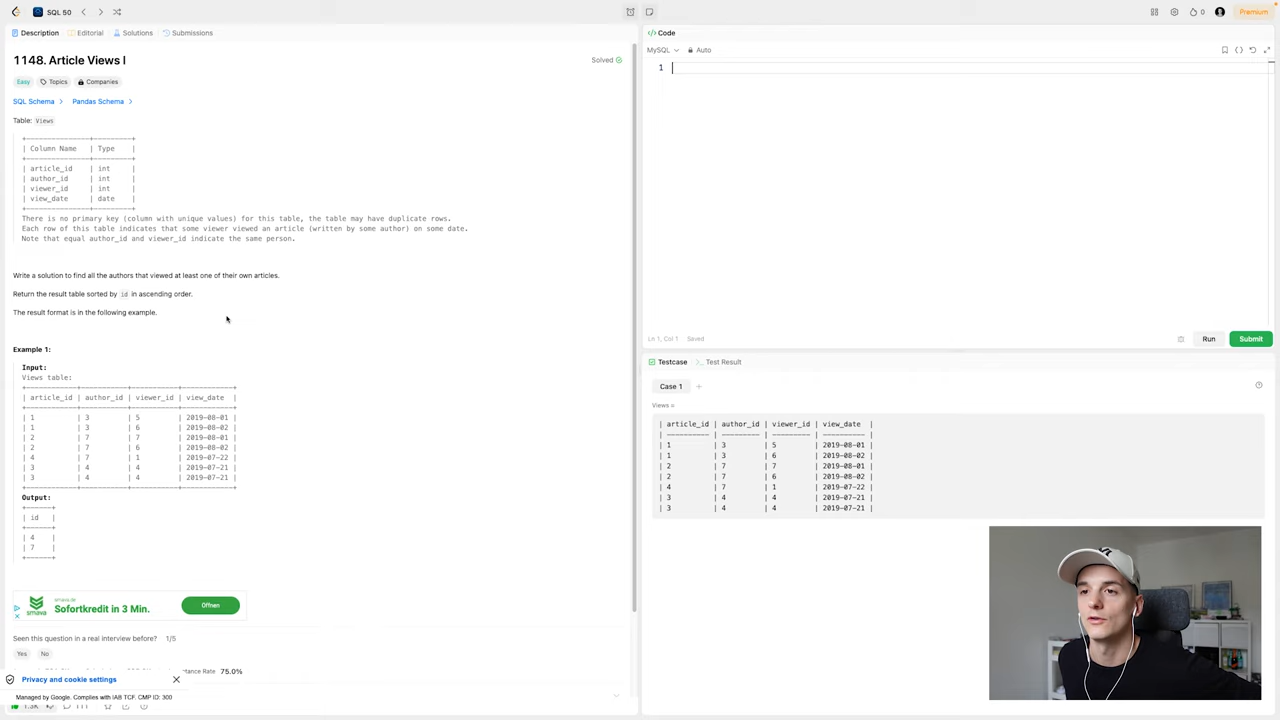 SQL 50
Premium
Description
Editorial
Solutions
Submissions
1148. Article Views I
Solved
Easy
Topics
Companies
SQL Schema
Pandas Schema
Table: Views
+---------------+---------+
| Column Name   | Type    |
+---------------+---------+
| article_id    | int     |
| author_id     | int     |
| viewer_id     | int     |
| view_date     | date    |
+---------------+---------+
There is no primary key (column with unique values) for this table, the table may have duplicate rows.
Each row of this table indicates that some viewer viewed an article (written by some author) on some date.
Note that equal author_id and viewer_id indicate the same person.
Write a solution to find all the authors that viewed at least one of their own articles.
Return the result table sorted by id in ascending order.
The result format is in the following example.
Example 1:
Input:
Views table:
+------------+-----------+-----------+------------+
| article_id | author_id | viewer_id | view_date  |
+------------+-----------+-----------+------------+
| 1          | 3         | 5         | 2019-08-01 |
| 1          | 3         | 6         | 2019-08-02 |
| 2          | 7         | 7         | 2019-08-01 |
| 2          | 7         | 6         | 2019-08-02 |
| 4          | 7         | 1         | 2019-07-22 |
| 3          | 4         | 4         | 2019-07-21 |
| 3          | 4         | 4         | 2019-07-21 |
+------------+-----------+-----------+------------+
Output:
+------+
| id   |
+------+
| 4    |
| 7    |
+------+
smava.de
smava
Sofortkredit in 3 Min.
Öffnen
Seen this question in a real interview before? 1/5
Yes
No
75.0%
Privacy and cookie settings
Managed by Google. Complies with IAB TCF. CMP ID: 300
1.3K
111
</> Code
MySQL
Auto
1
Ln 1, Col 1
Saved
Run
Submit
Testcase
Test Result
Case 1
Views =
| article_id | author_id | viewer_id | view_date  |
| ---------- | --------- | --------- | ---------- |
| 1          | 3         | 5         | 2019-08-01 |
| 1          | 3         | 6         | 2019-08-02 |
| 2          | 7         | 7         | 2019-08-01 |
| 2          | 7         | 6         | 2019-08-02 |
| 4          | 7         | 1         | 2019-07-22 |
| 3          | 4         | 4         | 2019-07-21 |
| 3          | 4         | 4         | 2019-07-21 |